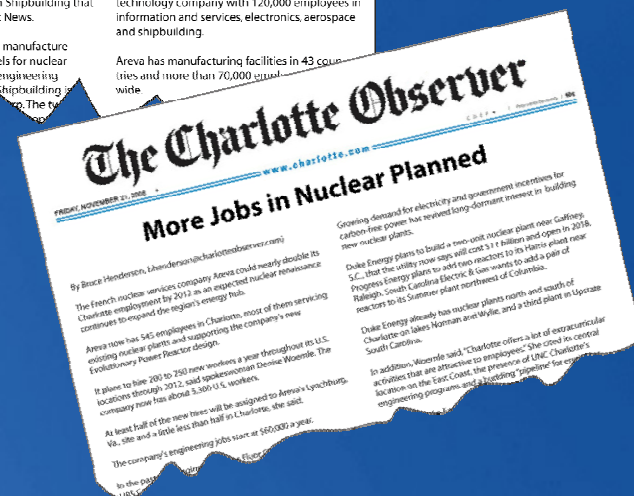 Shipbuilding that
News.
manufacture
els for nuclear
engineering
Shipbuilding is
rp. The tw
technology company with 120,000 employees in
information and services, electronics, aerospace
and shipbuilding.
Areva has manufacturing facilities in 43 coun
tries and more than 70,000 empl
wide.
The Charlotte Observer
www.charlotte.com
FRIDAY, NOVEMBER 21, 2008
More Jobs in Nuclear Planned
By Bruce Henderson, bhenderson@charlotteobserver.com)
The French nuclear services company Areva could nearly double its
Charlotte employment by 2012 as an expected nuclear renaissance
continues to expand the region's energy hub.
Areva now has 545 employees in Charlotte, most of them servicing
existing nuclear plants and supporting the company's new
Evolutionary Power Reactor design.
It plans to hire 200 to 250 new workers a year throughout its U.S.
locations through 2012, said spokeswoman Denise Woernle. The
company now has about 5,300 U.S. workers.
At least half of the new hires will be assigned to Areva's Lynchburg,
Va., site and a little less than half in Charlotte, she said.
The company's engineering jobs start at $60,000 a year.
In the past
Growing demand for electricity and government incentives for
carbon-free power has revived long-dormant interest in building
new nuclear plants.
Duke Energy plans to build a two-unit nuclear plant near Gaffney,
S.C., that the utility now says will cost $11 billion and open in 2018.
Progress Energy plans to add two reactors to its Harris plant near
Raleigh. South Carolina Electric & Gas wants to add a pair of
reactors to its Summer plant northwest of Columbia.
Duke Energy already has nuclear plants north and south of
Charlotte on lakes Norman and Wylie, and a third plant in Upstate
South Carolina.
In addition, Woernle said, "Charlotte offers a lot of extracurricular
activities that are attractive to employees." She cited its central
location on the East Coast, the presence of UNC Charlotte's
engineering programs and a building "pipeline" for